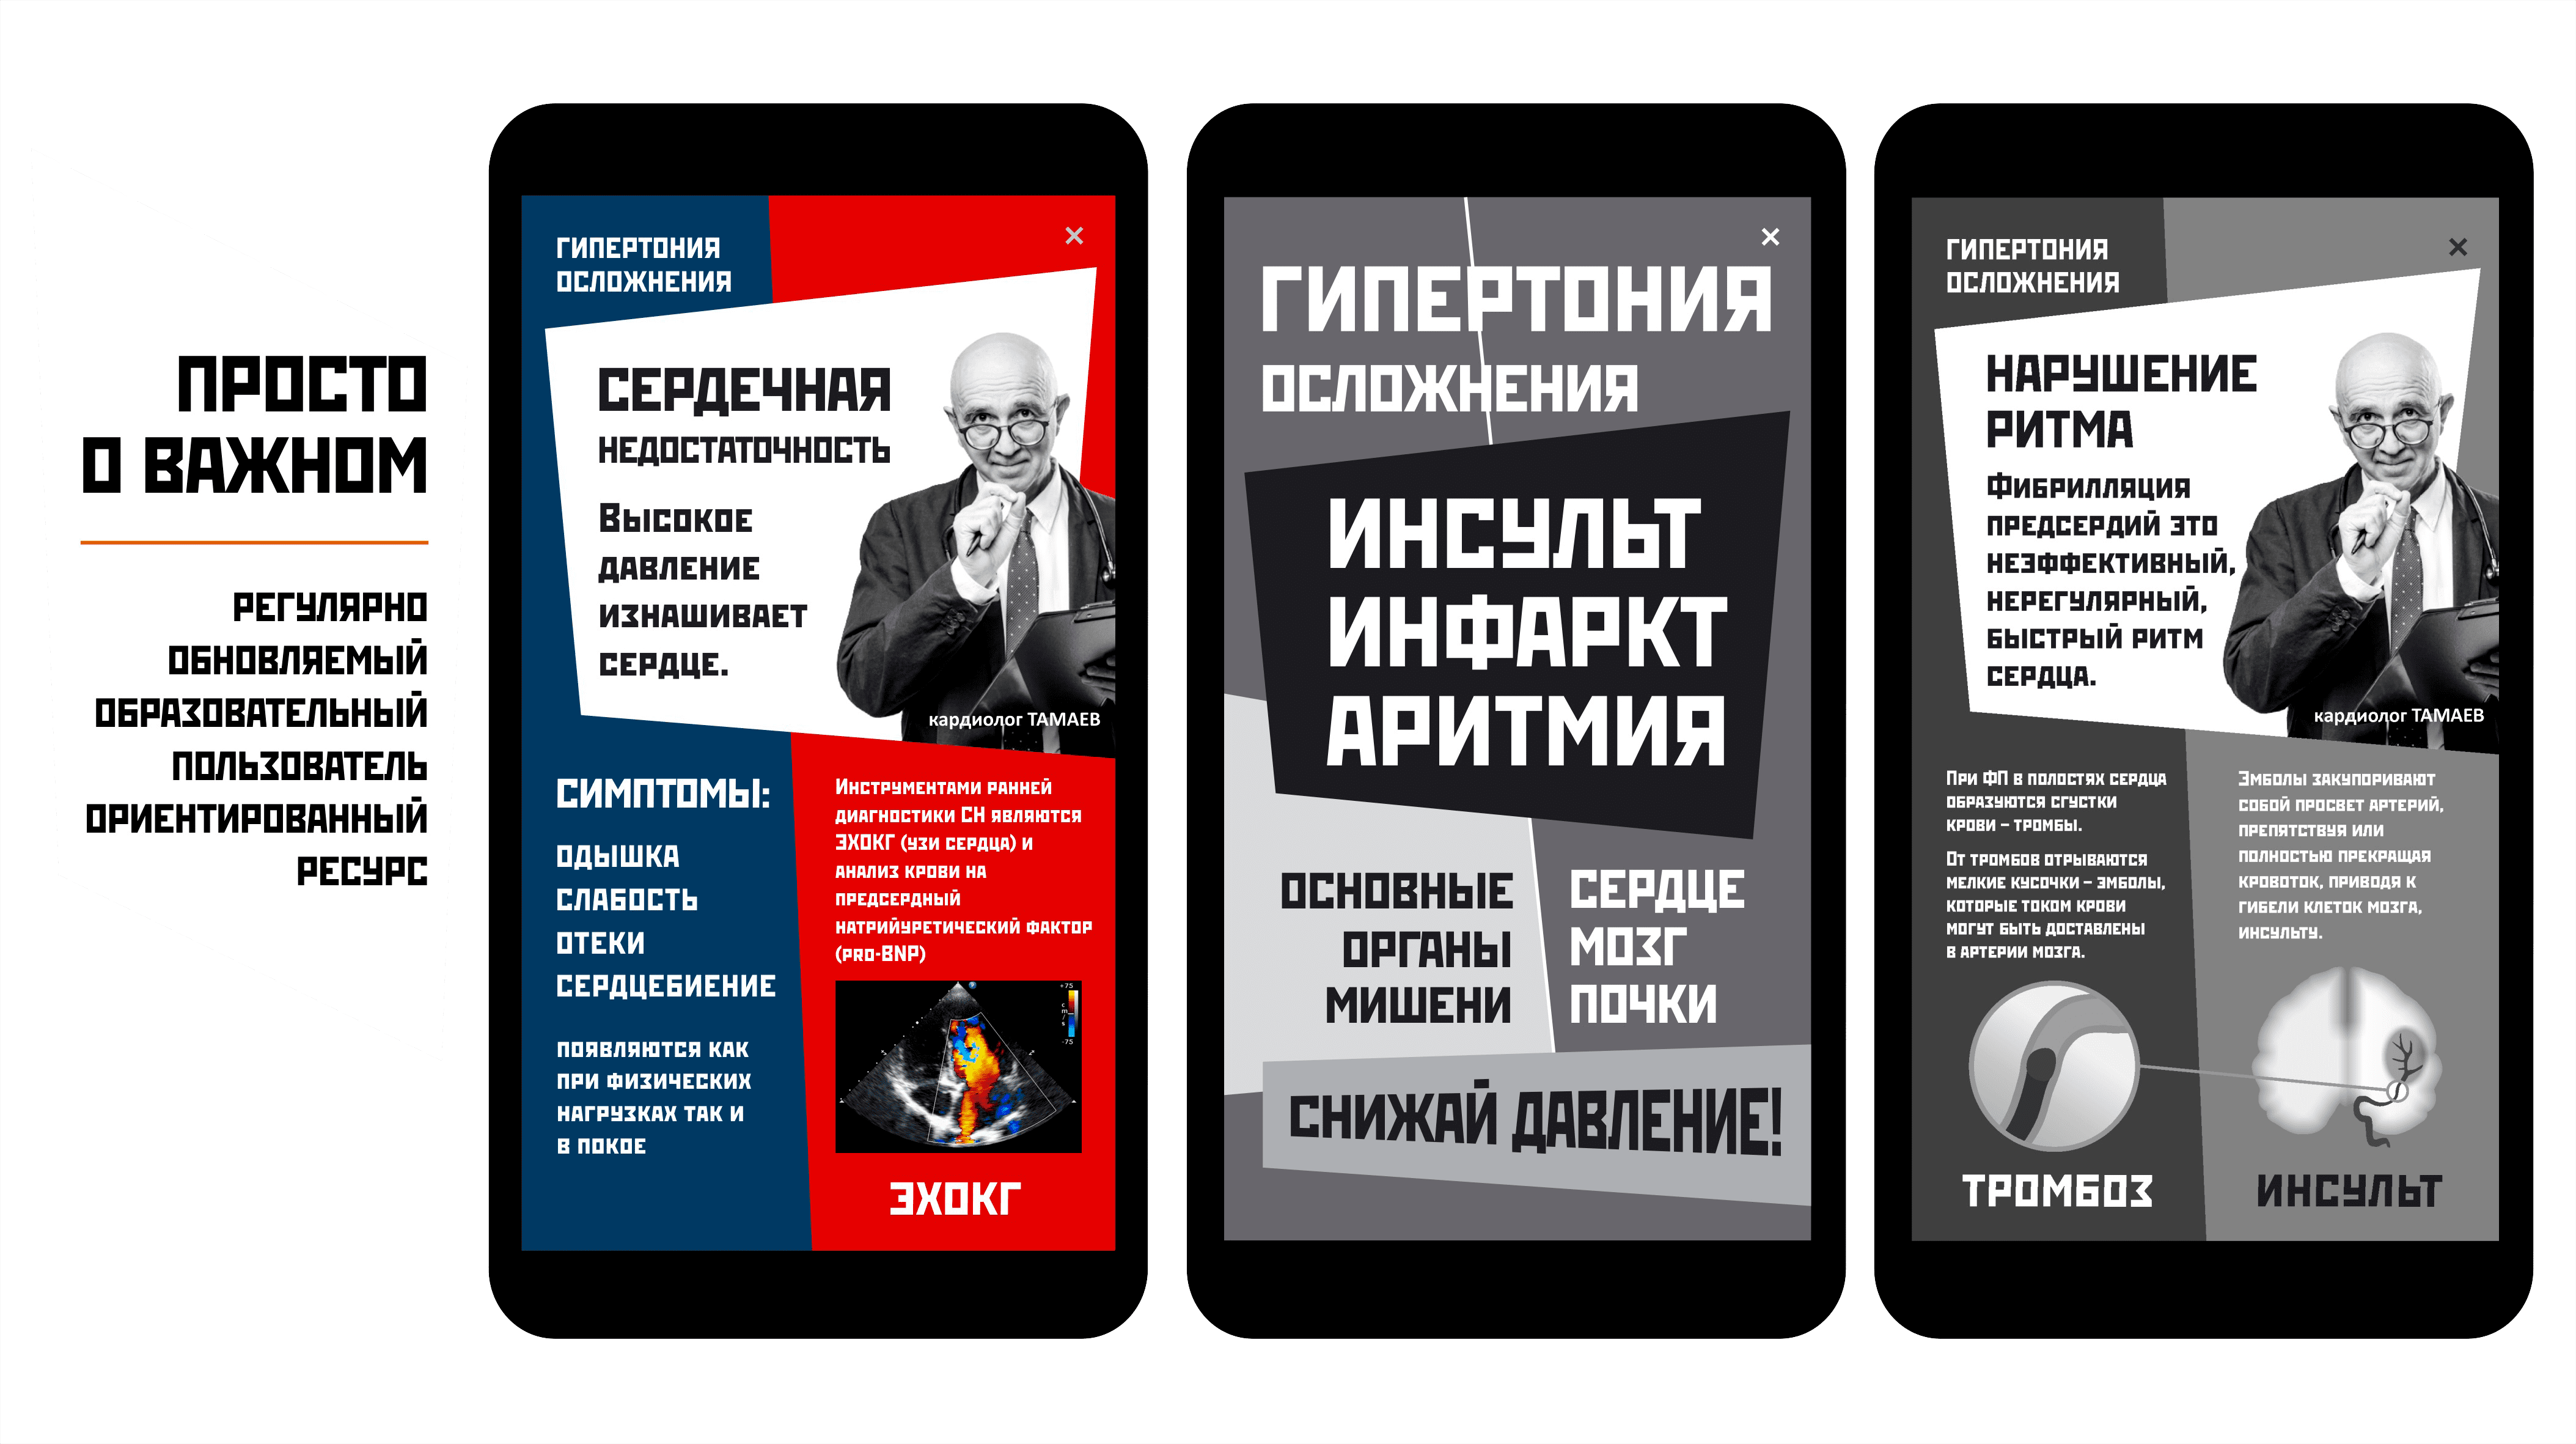 ПРОСТО
О ВАЖНОМ
РЕГУЛЯРНО
ОБНОВЛЯЕМЫЙ
ОБРАЗОВАТЕЛЬНЫЙ
ПОЛЬЗОВАТЕЛЬ
ОРИЕНТИРОВАННЫЙ
РЕСУРС
ГИПЕРТОНИЯ
ОСЛОЖНЕНИЯ
СЕРДЕЧНАЯ
НЕДОСТАТОЧНОСТЬ
Высокое
давление
изнашивает
сердце.
кардиолог ТАМАЕВ
СИМПТОМЫ:
ОДЫШКА
СЛАБОСТЬ
ОТЕКИ
СЕРДЦЕБИЕНИЕ
появляются как
при физических
нагрузках так и
в покое
Инструментами ранней
диагностики СН являются
ЭХОКГ (узи сердца) и
анализ крови на
предсердный
натрийуретический фактор
(pro-BNP)
+75
c
m
/
s
-75
ЭХОКГ
ГИПЕРТОНИЯ
ОСЛОЖНЕНИЯ
ИНСУЛЬТ
ИНФАРКТ
АРИТМИЯ
ОСНОВНЫЕ
ОРГАНЫ
МИШЕНИ
СЕРДЦЕ
МОЗГ
ПОЧКИ
СНИЖАЙ ДАВЛЕНИЕ!
ГИПЕРТОНИЯ
ОСЛОЖНЕНИЯ
НАРУШЕНИЕ
РИТМА
Фибрилляция
предсердий это
неэффективный,
нерегулярный,
быстрый ритм
сердца.
кардиолог ТАМАЕВ
При ФП в полостях сердца
образуются сгустки
крови – тромбы.
От тромбов отрываются
мелкие кусочки – эмболы,
которые током крови
могут быть доставлены
в артерии мозга.
Эмболы закупоривают
собой просвет артерий,
препятствуя или
полностью прекращая
кровоток, приводя к
гибели клеток мозга,
инсульту.
ТРОМБОЗ
ИНСУЛЬТ